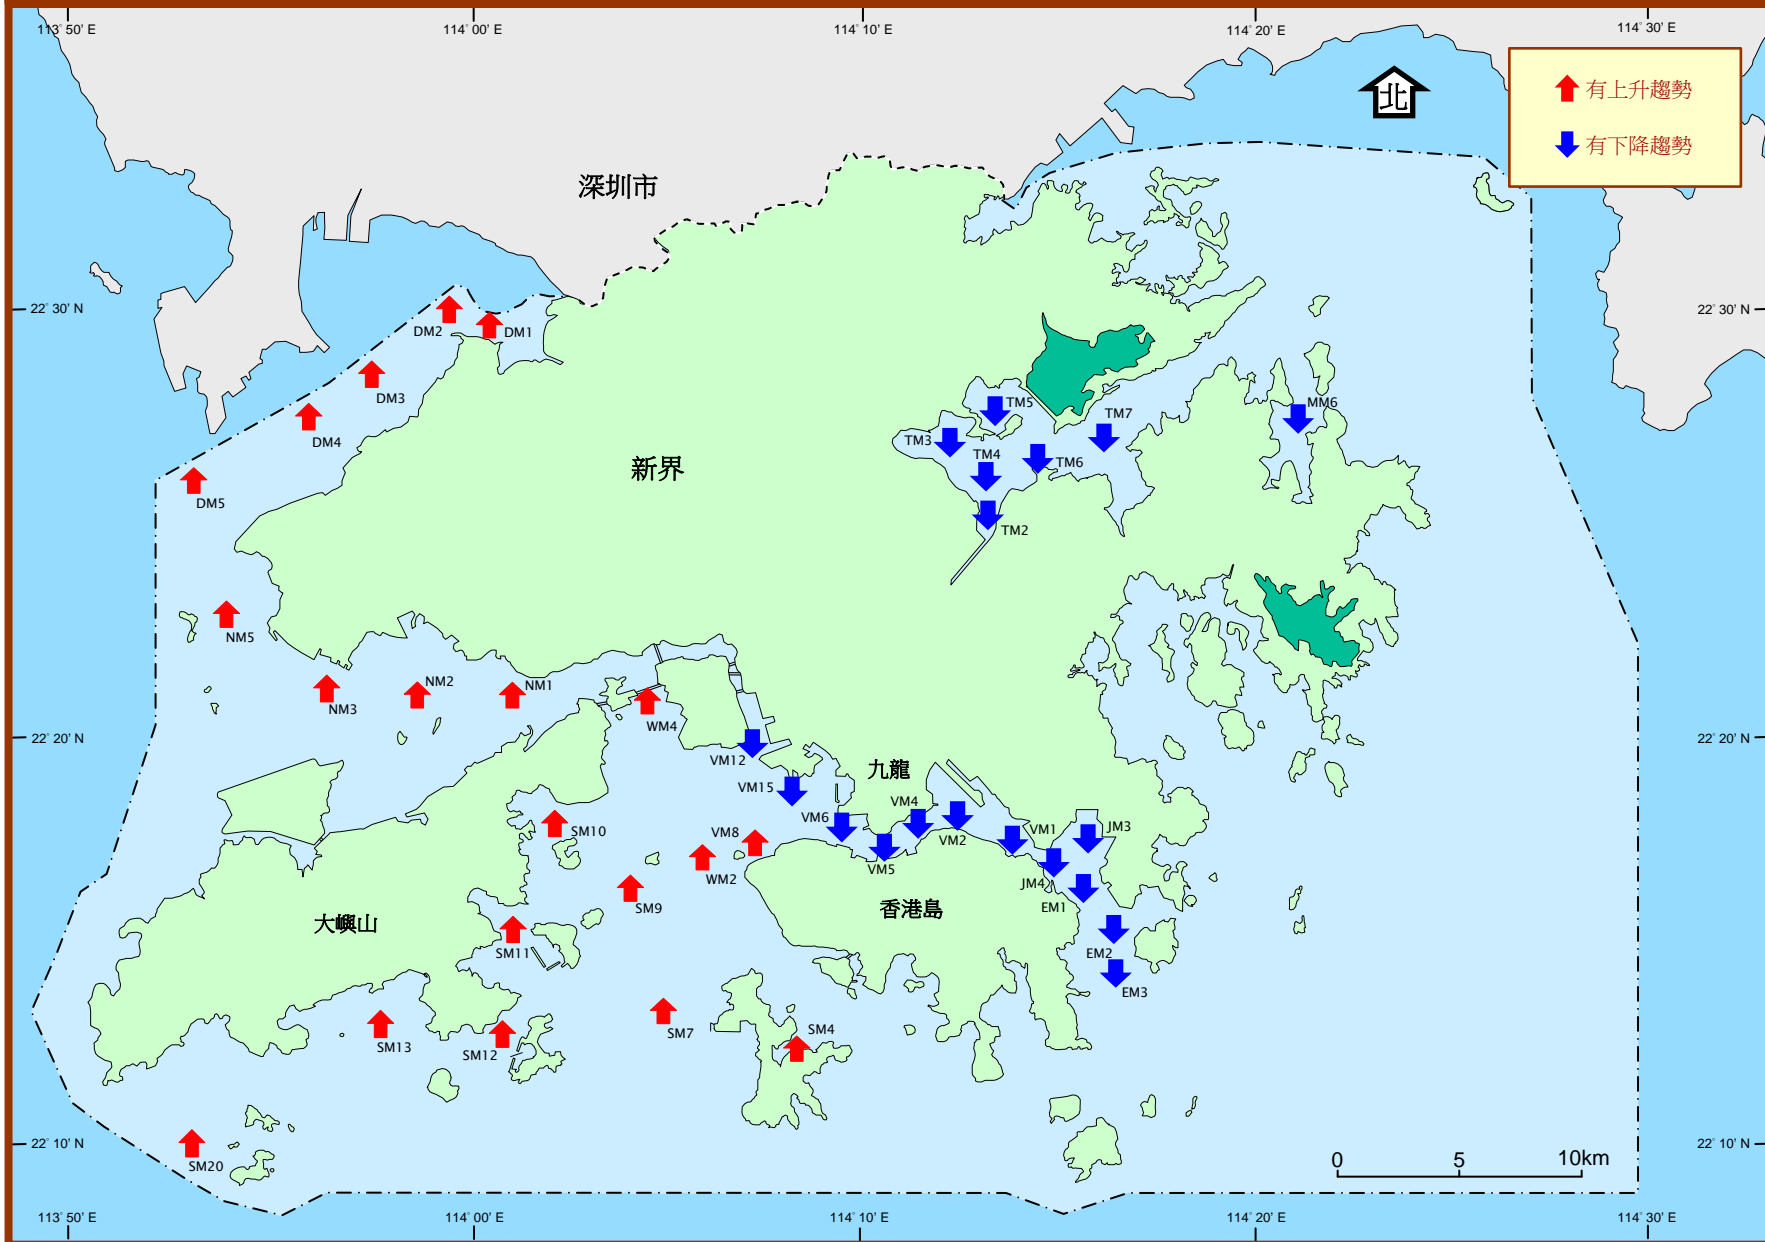 113° 50' E
114° 00' E
114° 10' E
114° 20' E
114° 30' E
北
有上升趨勢
有下降趨勢
深圳市
22° 30' N
22° 30' N
DM2
DM1
DM3
DM4
DM5
TM5
TM7
MM6
TM3
TM4
TM6
TM2
新界
NM5
NM3
NM2
NM1
WM4
22° 20' N
22° 20' N
VM12
VM15
九龍
VM6
VM4
VM8
VM2
VM1
JM3
VM5
JM4
WM2
SM10
SM9
EM1
香港島
大嶼山
SM11
EM2
EM3
SM7
SM4
SM13
SM12
22° 10' N
22° 10' N
SM20
0
5
10km
113° 50' E
114° 00' E
114° 10' E
114° 20' E
114° 30' E